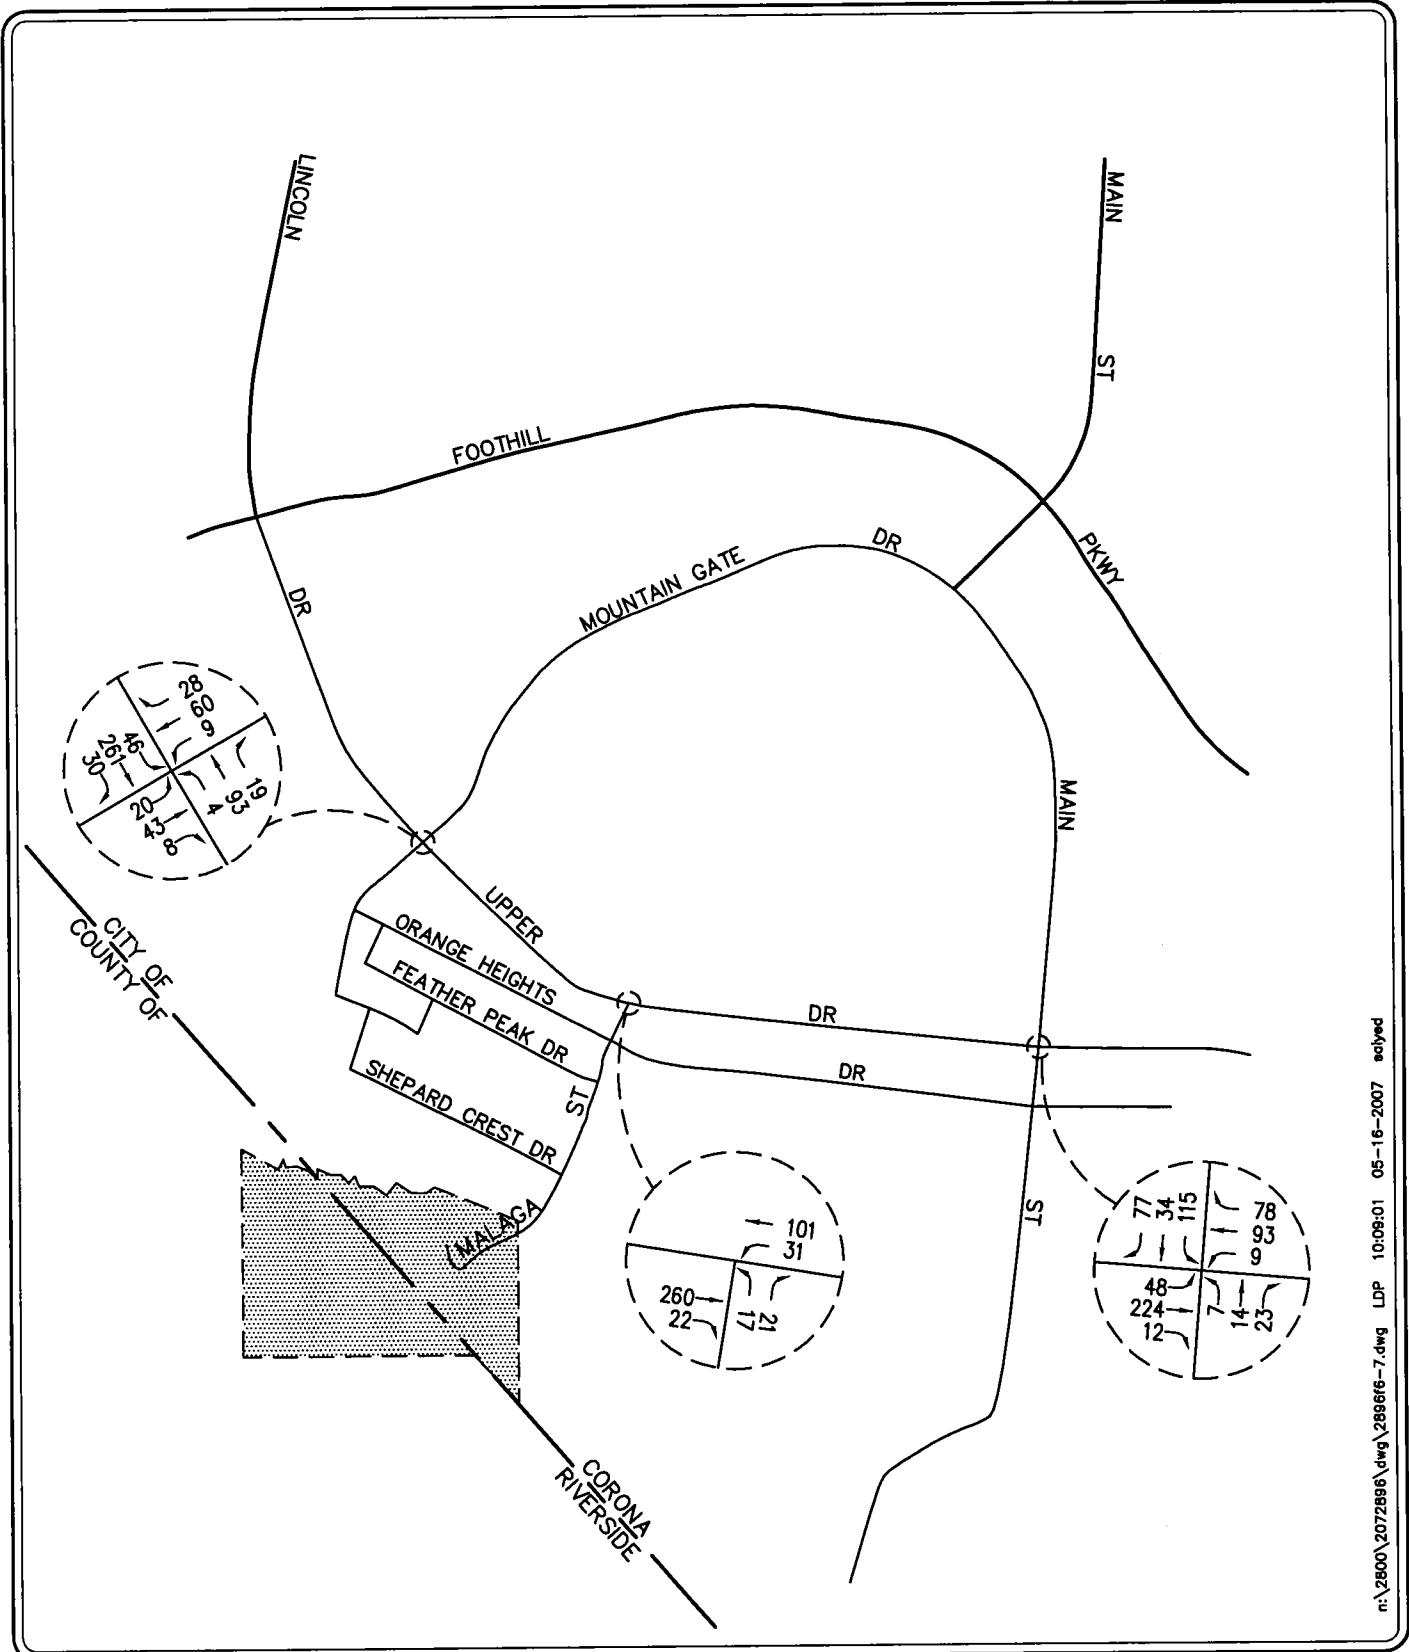 LINCOLN
DR
MAIN
ST
FOOTHILL
PKWY
MOUNTAIN GATE
DR
MAIN
ST
UPPER
DR
ORANGE HEIGHTS
DR
FEATHER PEAK DR
SHEPARD CREST DR
MALAGA
ST
CITY OF
COUNTY OF
CORONA
RIVERSIDE
28
60
9
19
93
4
46
261
30
20
43
8
101
31
260
22
17
21
77
34
115
78
93
9
48
224
12
7
14
23
n:\2800\2072896\dwg\2896f6-7.dwg LDP 10:09:01 05-16-2007 ealyed